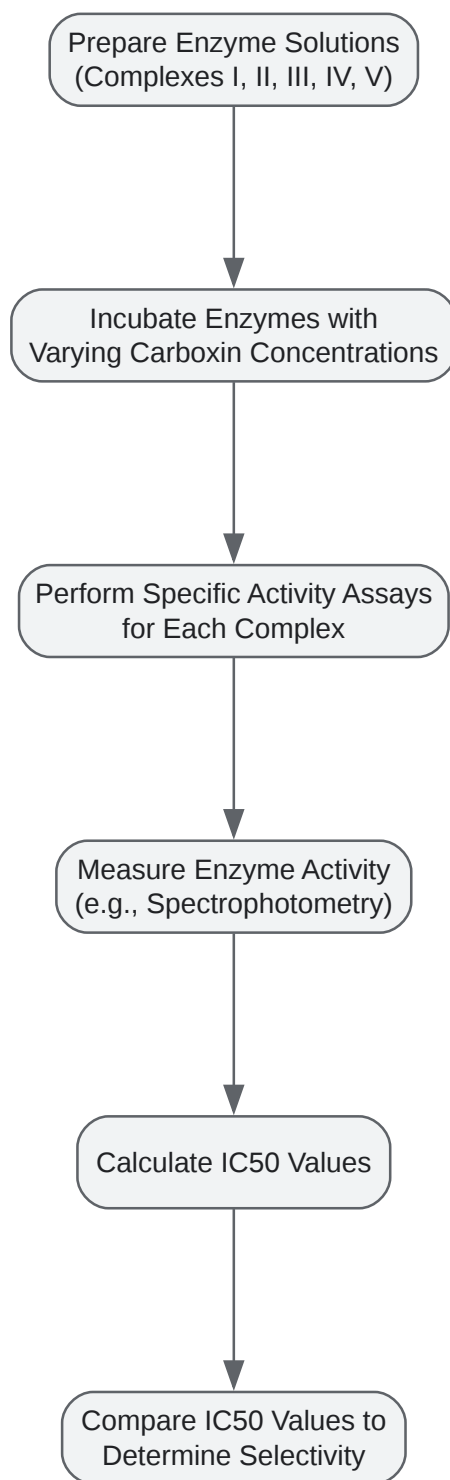 Prepare Enzyme Solutions
(Complexes I, II, III, IV, V)
Incubate Enzymes with
Varying Carboxin Concentrations
Perform Specific Activity Assays
for Each Complex
Measure Enzyme Activity
(e.g., Spectrophotometry)
Calculate IC50 Values
Compare IC50 Values to
Determine Selectivity